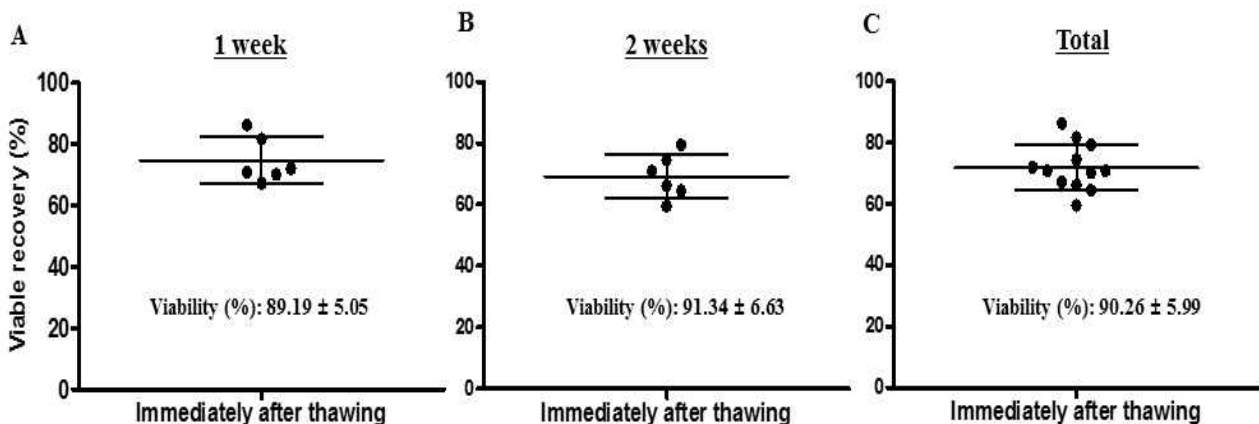 A
1 week
Viable recovery (%)
100
80
60
40
20
0
Viability (%): 89.19 ± 5.05
Immediately after thawing
B
2 weeks
100
80
60
40
20
0
Viability (%): 91.34 ± 6.63
Immediately after thawing
C
Total
100
80
60
40
20
0
Viability (%): 90.26 ± 5.99
Immediately after thawing